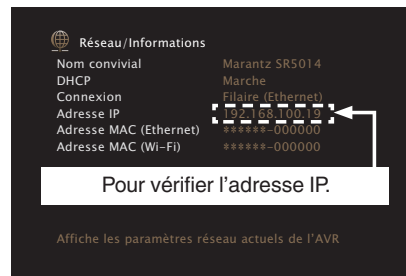 Réseau/Informations
Nom convivial Marantz SR5014
DHCP Marche
Connexion Filaire (Ethernet)
Adresse IP 192.168.100.19
Adresse MAC (Ethernet) ******-000000
Adresse MAC (Wi-Fi) ******-000000
Pour vérifier l'adresse IP.
Affiche les paramètres réseau actuels de l'AVR